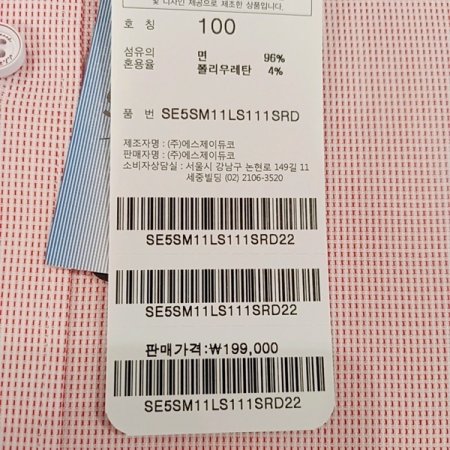 및 디자인 제공으로 제조한 상품입니다.
호 칭 100
섬유의 면 96%
혼용율 폴리우레탄 4%
품 번 SE5SM11LS111SRD
제조자명 : (주)에스제이듀코
판매자명 : (주)에스제이듀코
소비자상담실 : 서울시 강남구 논현로 149길 11
세중빌딩 (02) 2106-3520
SE5SM11LS111SRD22
SE5SM11LS111SRD22
판매가격:₩199,000
SE5SM11LS111SRD22